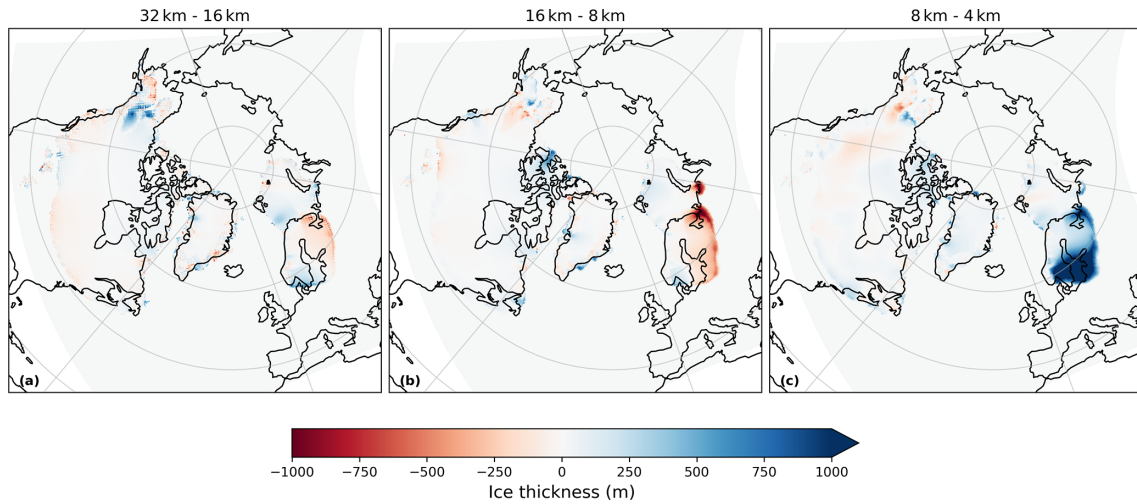 32 km - 16 km
16 km - 8 km
8 km - 4 km
(a)
(b)
(c)
−1000 −750 −500 −250 0 250 500 750 1000
Ice thickness (m)